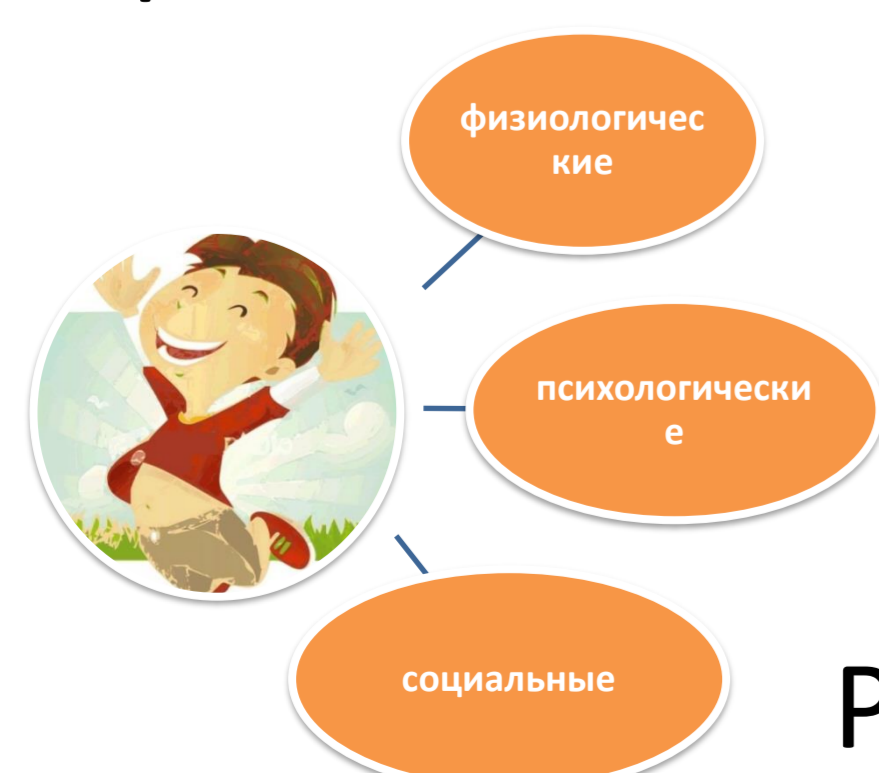 физиологичес
кие
психологически
е
социальные
Р